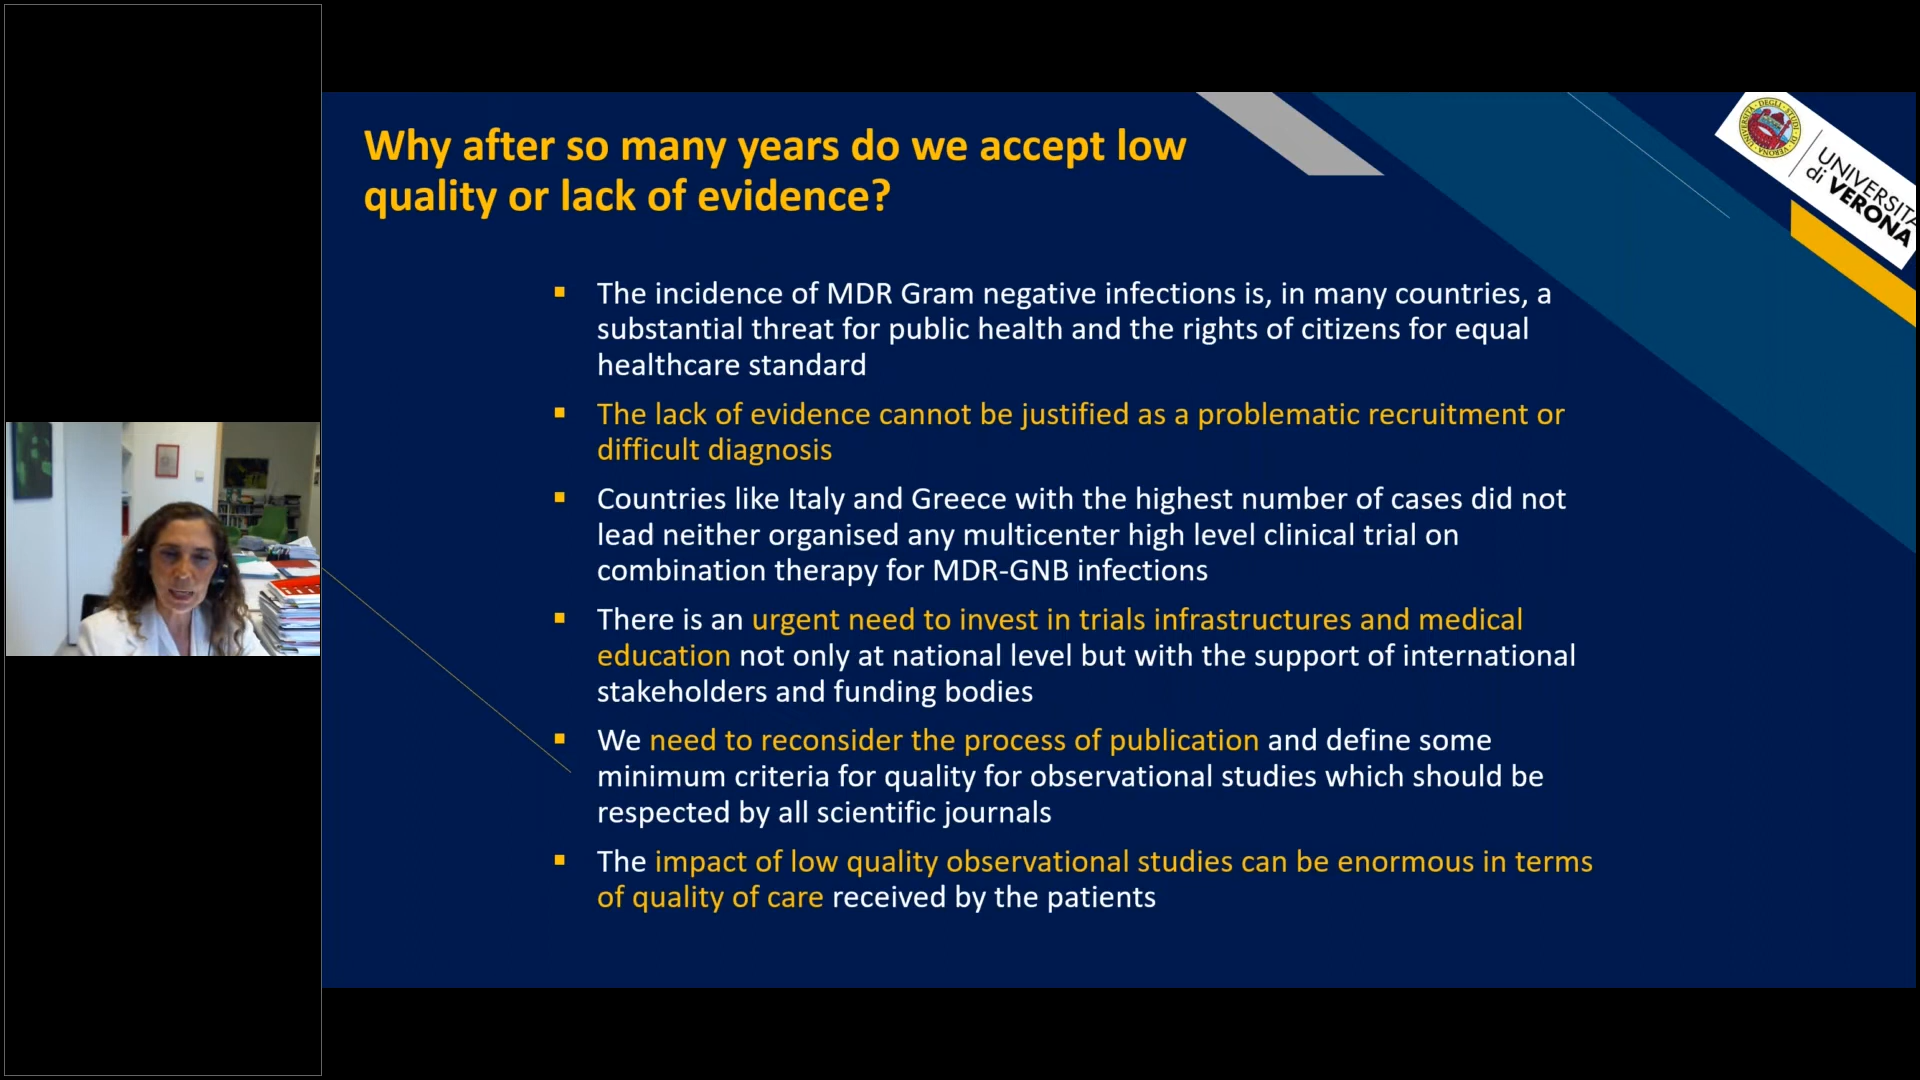 Why after so many years do we accept low
quality or lack of evidence?
UNIVERSITÀ
di VERONA
▪ The incidence of MDR Gram negative infections is, in many countries, a
substantial threat for public health and the rights of citizens for equal
healthcare standard
▪ The lack of evidence cannot be justified as a problematic recruitment or
difficult diagnosis
▪ Countries like Italy and Greece with the highest number of cases did not
lead neither organised any multicenter high level clinical trial on
combination therapy for MDR-GNB infections
▪ There is an urgent need to invest in trials infrastructures and medical
education not only at national level but with the support of international
stakeholders and funding bodies
▪ We need to reconsider the process of publication and define some
minimum criteria for quality for observational studies which should be
respected by all scientific journals
▪ The impact of low quality observational studies can be enormous in terms
of quality of care received by the patients